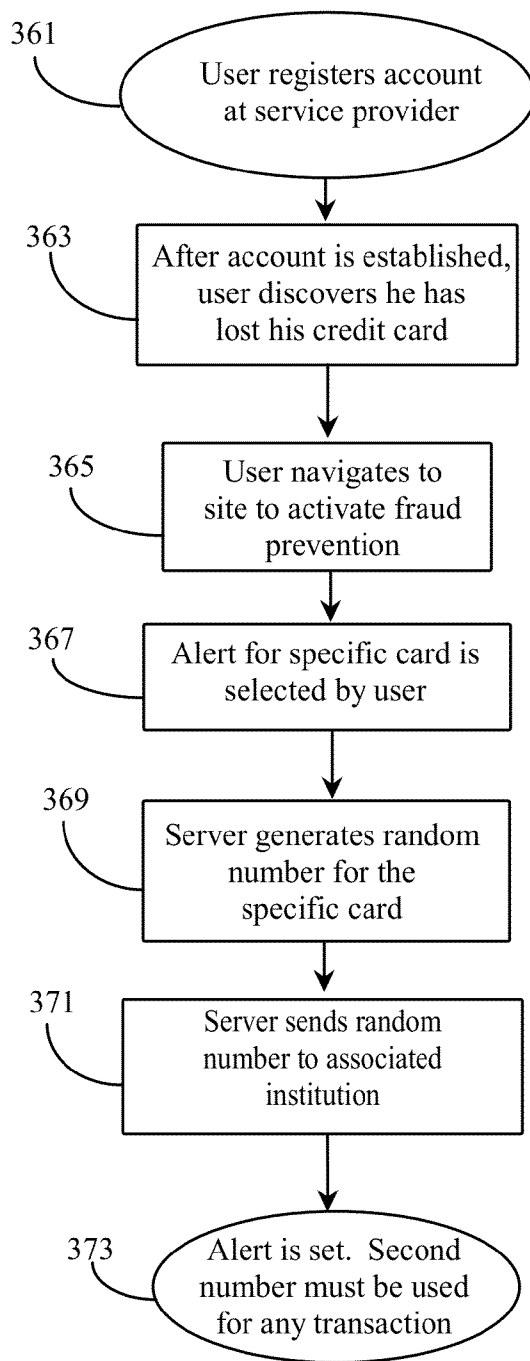 361
User registers account
at service provider
363
After account is established,
user discovers he has
lost his credit card
365
User navigates to
site to activate fraud
prevention
367
Alert for specific card is
selected by user
369
Server generates random
number for the
specific card
371
Server sends random
number to associated
institution
373
Alert is set. Second
number must be used
for any transaction